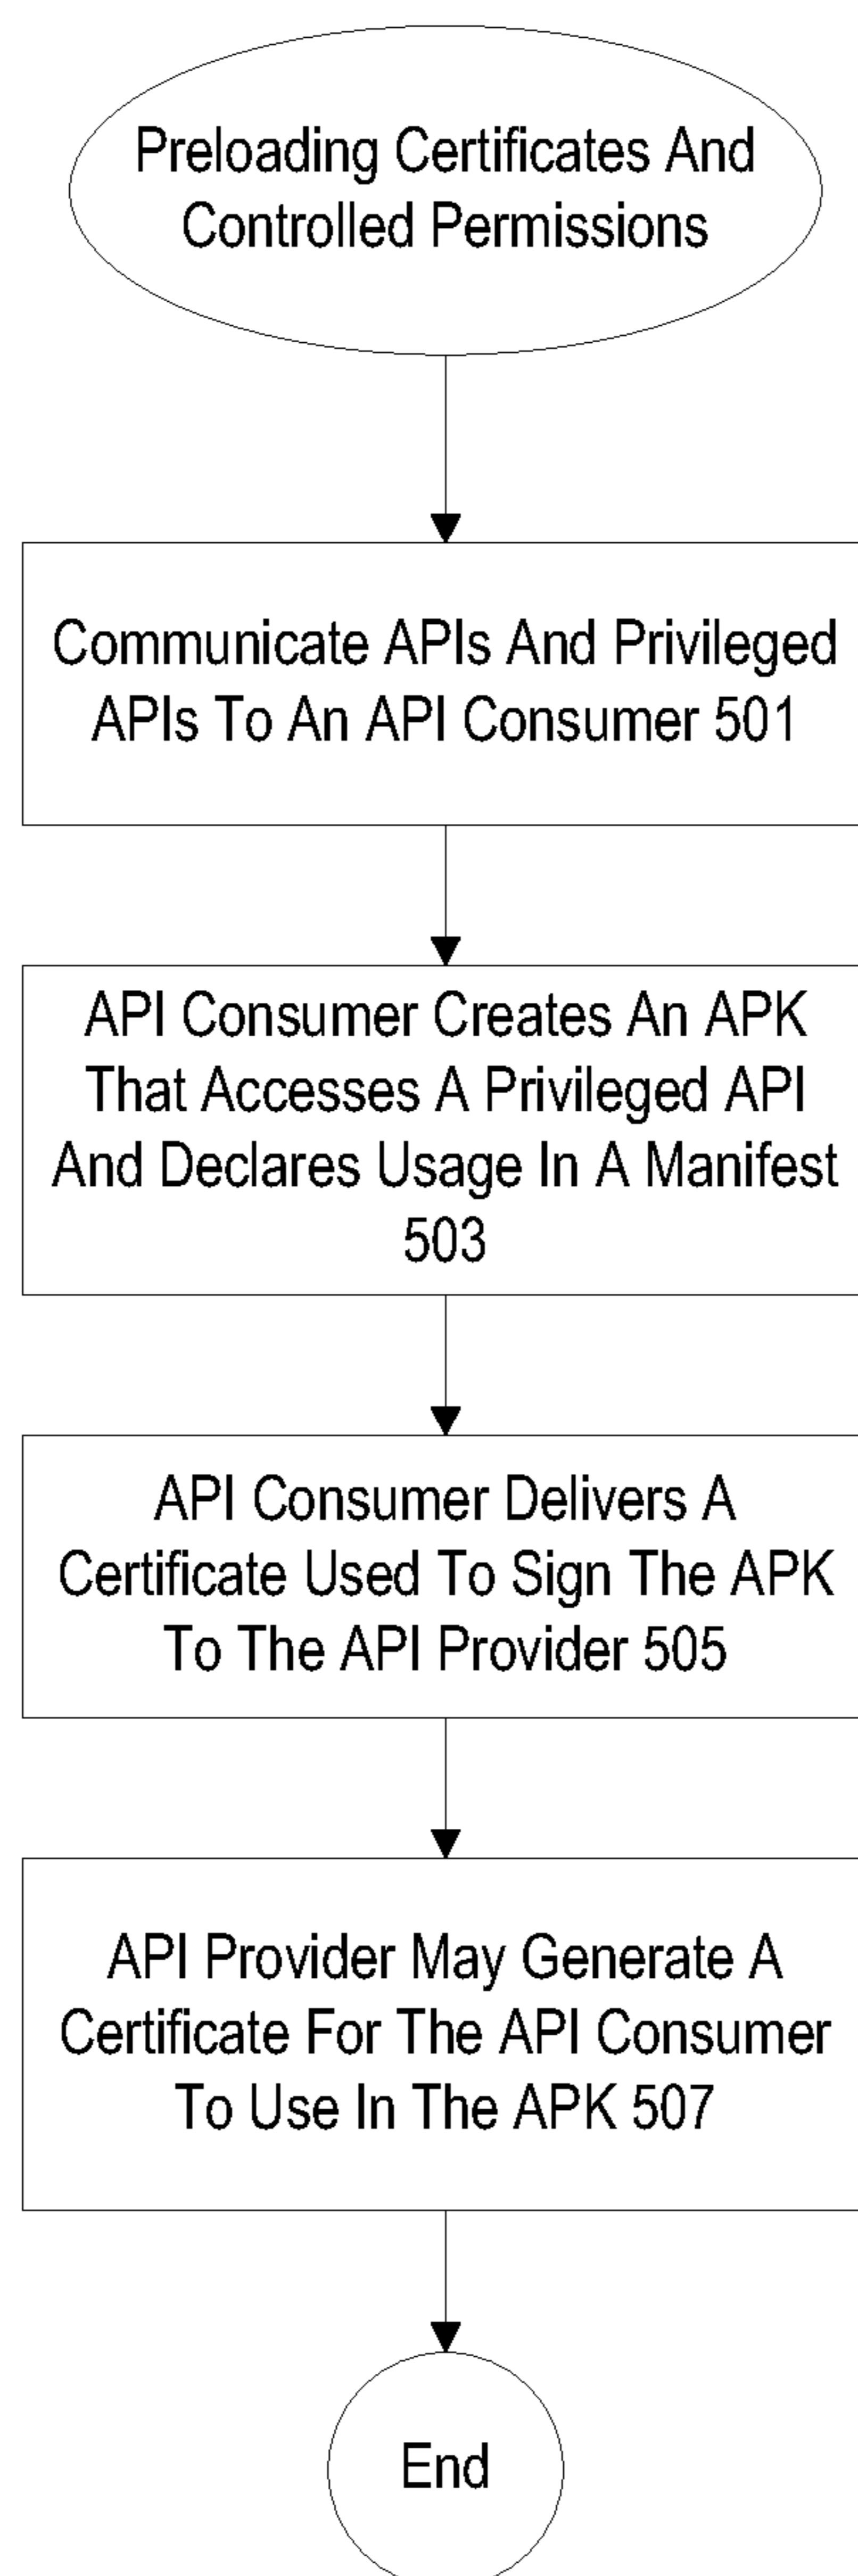 Preloading Certificates And
Controlled Permissions
Communicate APIs And Privileged
APIs To An API Consumer 501
API Consumer Creates An APK
That Accesses A Privileged API
And Declares Usage In A Manifest
503
API Consumer Delivers A
Certificate Used To Sign The APK
To The API Provider 505
API Provider May Generate A
Certificate For The API Consumer
To Use In The APK 507
End